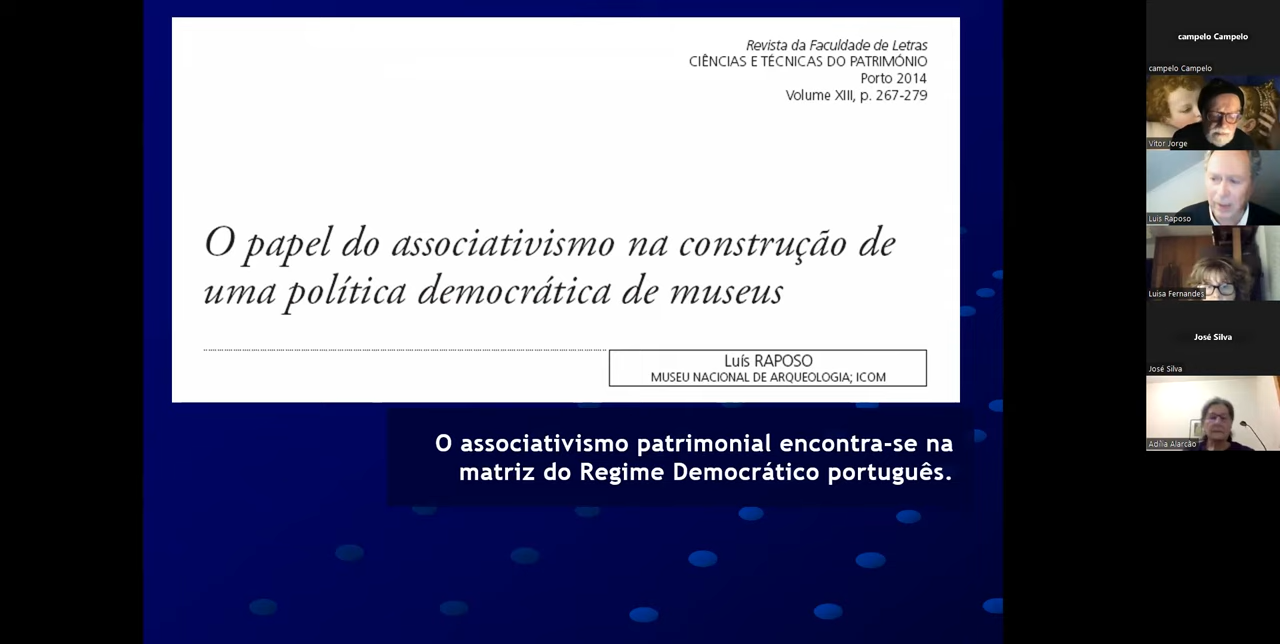 Revista da Faculdade de Letras
CIÊNCIAS E TÉCNICAS DO PATRIMÓNIO
Porto 2014
Volume XIII, p. 267-279
O papel do associativismo na construção de
uma política democrática de museus
Luís RAPOSO
MUSEU NACIONAL DE ARQUEOLOGIA; ICOM
O associativismo patrimonial encontra-se na
matriz do Regime Democrático português.
campelo Campelo
campelo Campelo
Vitor Jorge
Luis Raposo
Luisa Fernandes
José Silva
José Silva
Adília Alarcão